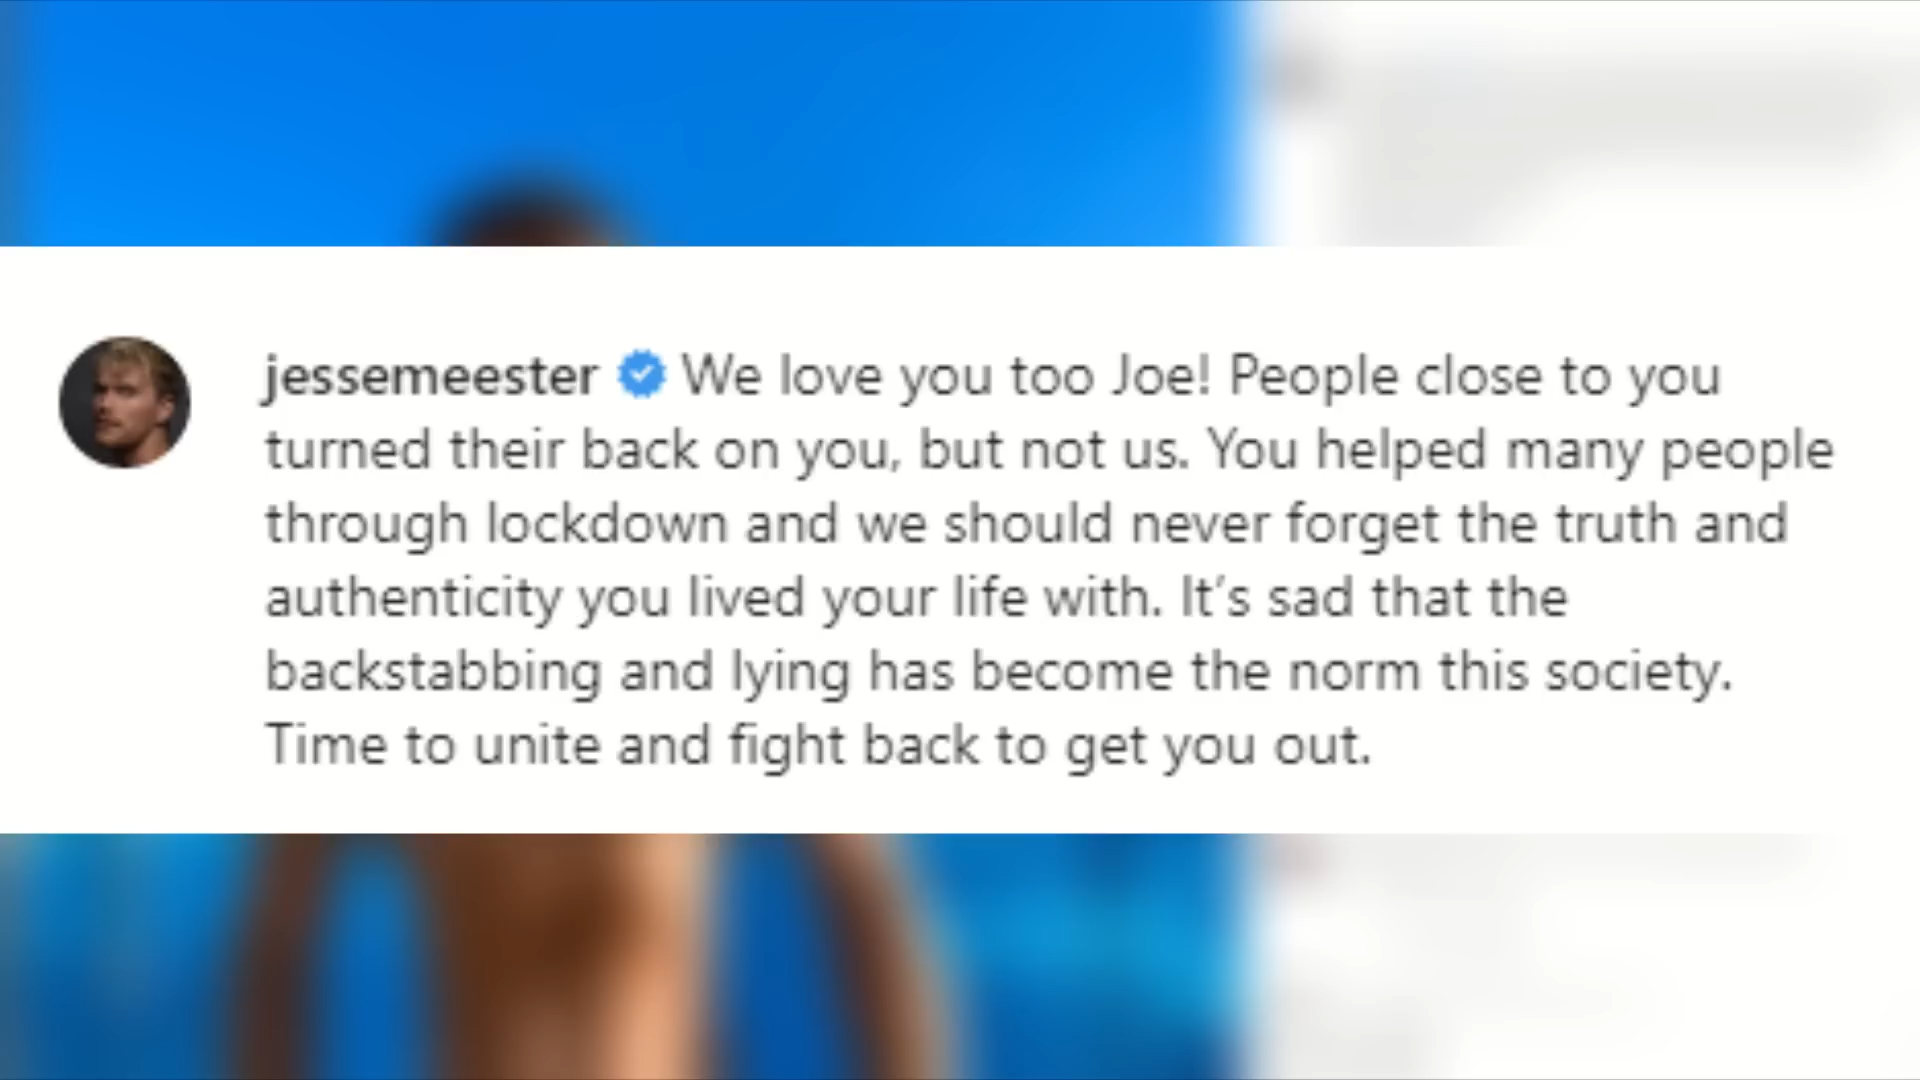 jessemeester We love you too Joe! People close to you
turned their back on you, but not us. You helped many people
through lockdown and we should never forget the truth and
authenticity you lived your life with. It’s sad that the
backstabbing and lying has become the norm this society.
Time to unite and fight back to get you out.